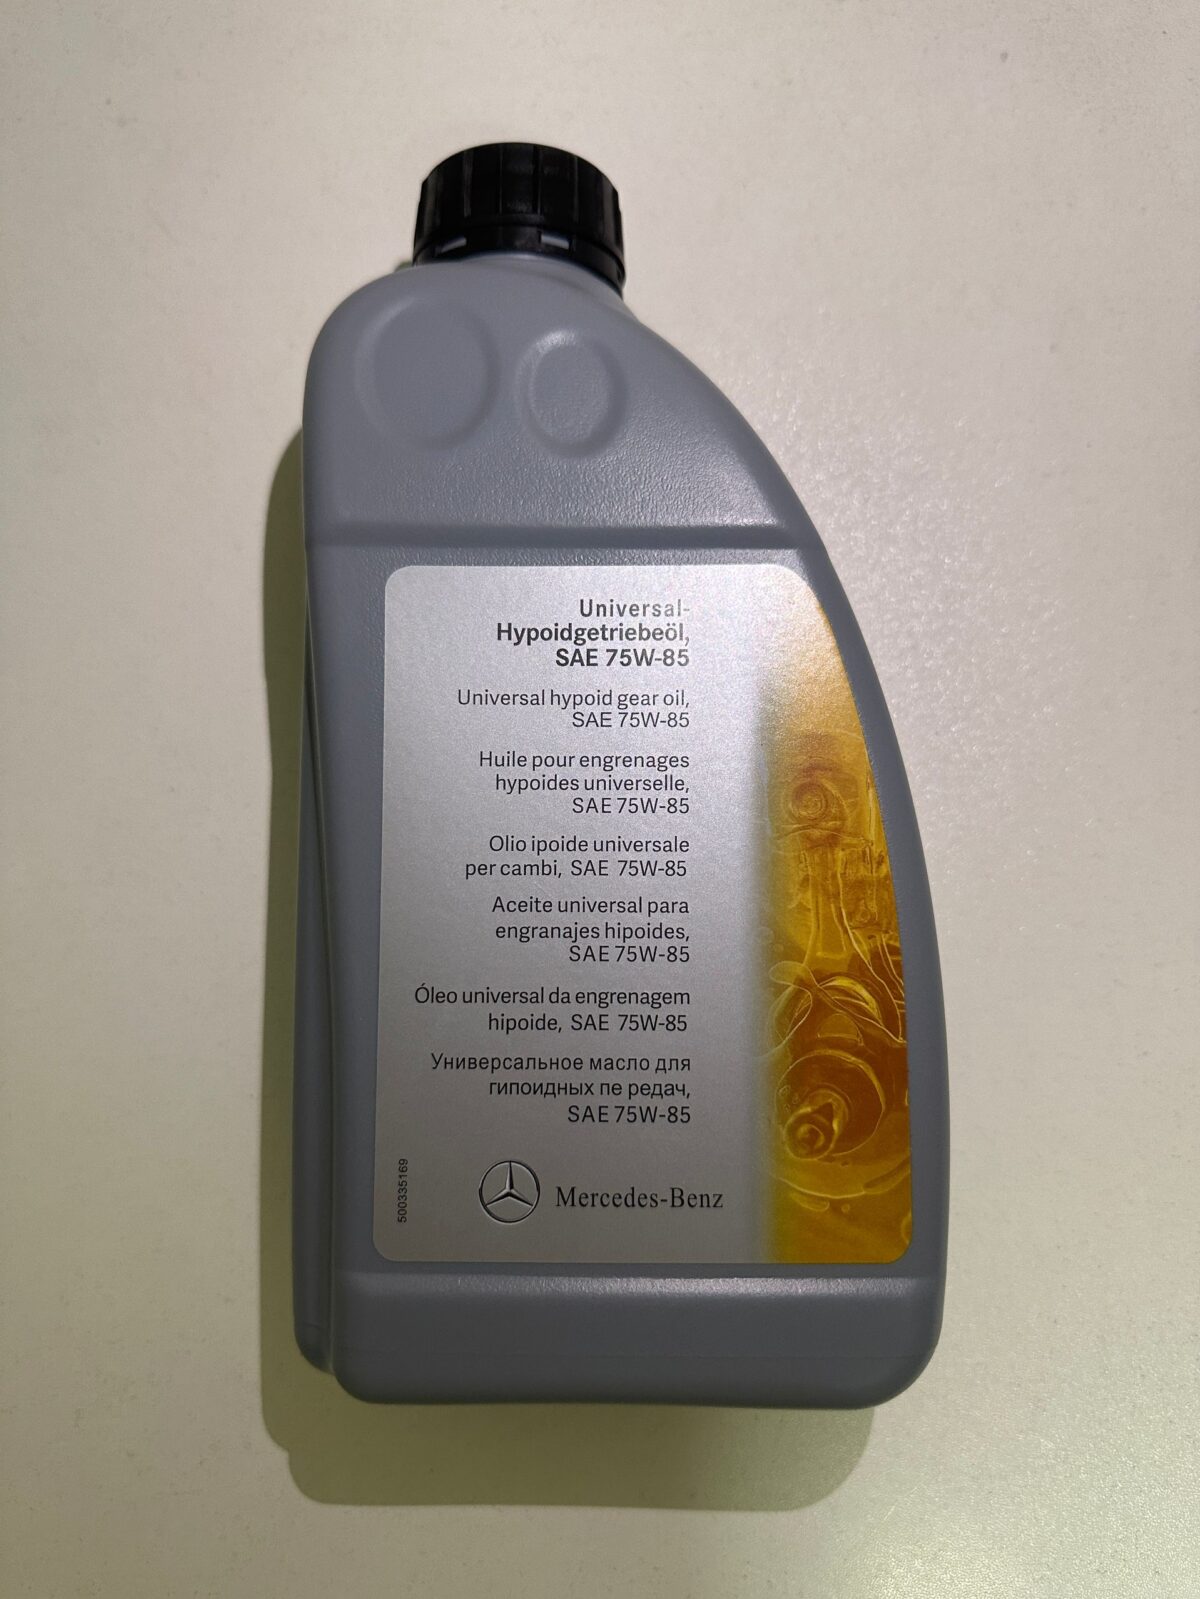 Universal-
Hypoidgetriebeöl,
SAE 75W-85
Universal hypoid gear oil,
SAE 75W-85
Huile pour engrenages
hypoides universelle,
SAE 75W-85
Olio ipoide universale
per cambi, SAE 75W-85
Aceite universal para
engranajes hipoides,
SAE 75W-85
Óleo universal da engrenagem
hipoide, SAE 75W-85
Универсальное масло для
гипоидных пе редач,
SAE 75W-85
500335169
Mercedes-Benz